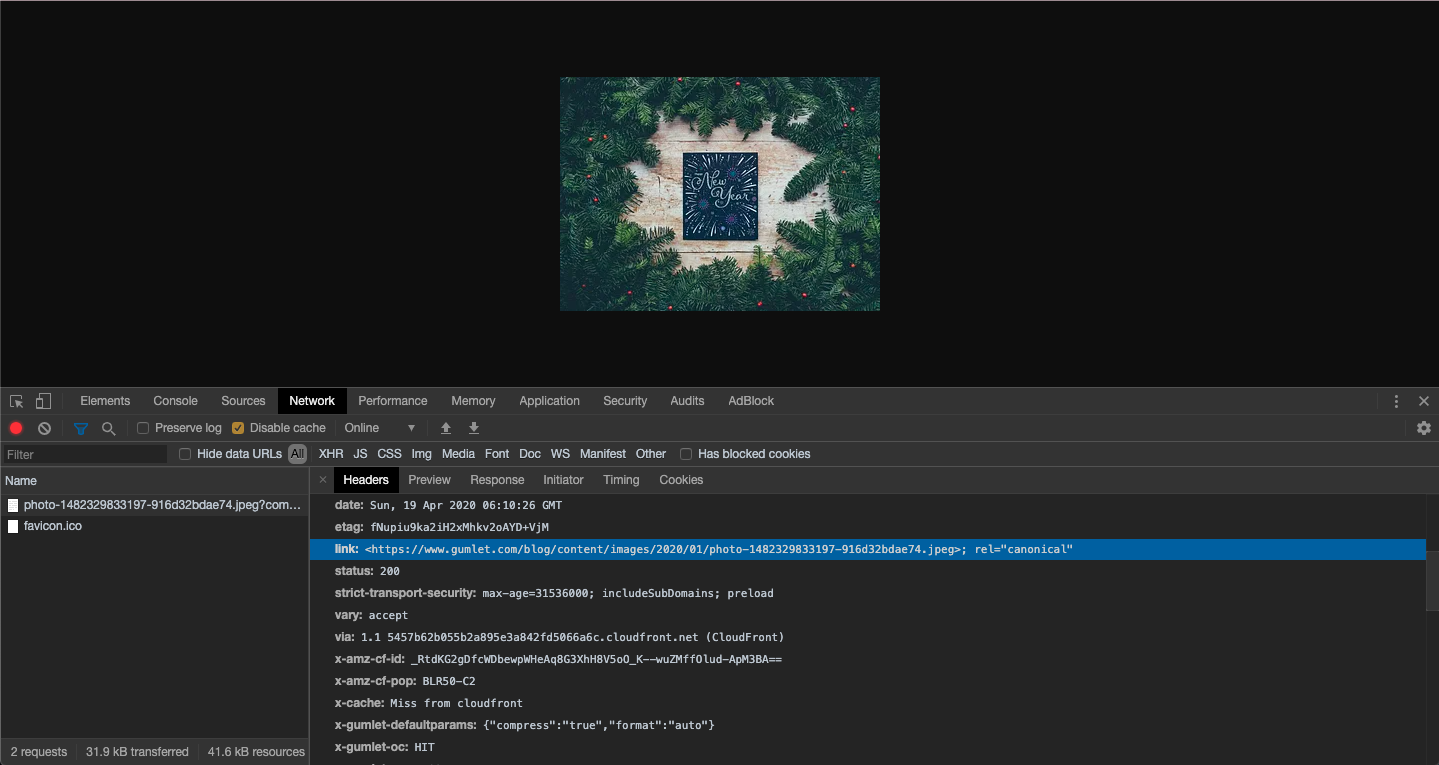 New
Year
Elements Console Sources Network Performance Memory Application Security Audits AdBlock
Preserve log Disable cache Online
Filter Hide data URLs All XHR JS CSS Img Media Font Doc WS Manifest Other Has blocked cookies
Name
photo-1482329833197-916d32bdae74.jpeg?com...
favicon.ico
Headers Preview Response Initiator Timing Cookies
date: Sun, 19 Apr 2020 06:10:26 GMT
etag: fNupiu9ka2iH2xMhkv2oAYD+VjM
link: <https://www.gumlet.com/blog/content/images/2020/01/photo-1482329833197-916d32bdae74.jpeg>; rel="canonical"
status: 200
strict-transport-security: max-age=31536000; includeSubDomains; preload
vary: accept
via: 1.1 5457b62b055b2a895e3a842fd5066a6c.cloudfront.net (CloudFront)
x-amz-cf-id: _RtdKG2gDfcWDbewpWHeAq8G3XhH8V5oO_K--wuZMffOlud-ApM3BA==
x-amz-cf-pop: BLR50-C2
x-cache: Miss from cloudfront
x-gumlet-defaultparams: {"compress":"true","format":"auto"}
x-gumlet-oc: HIT
2 requests 31.9 kB transferred 41.6 kB resources